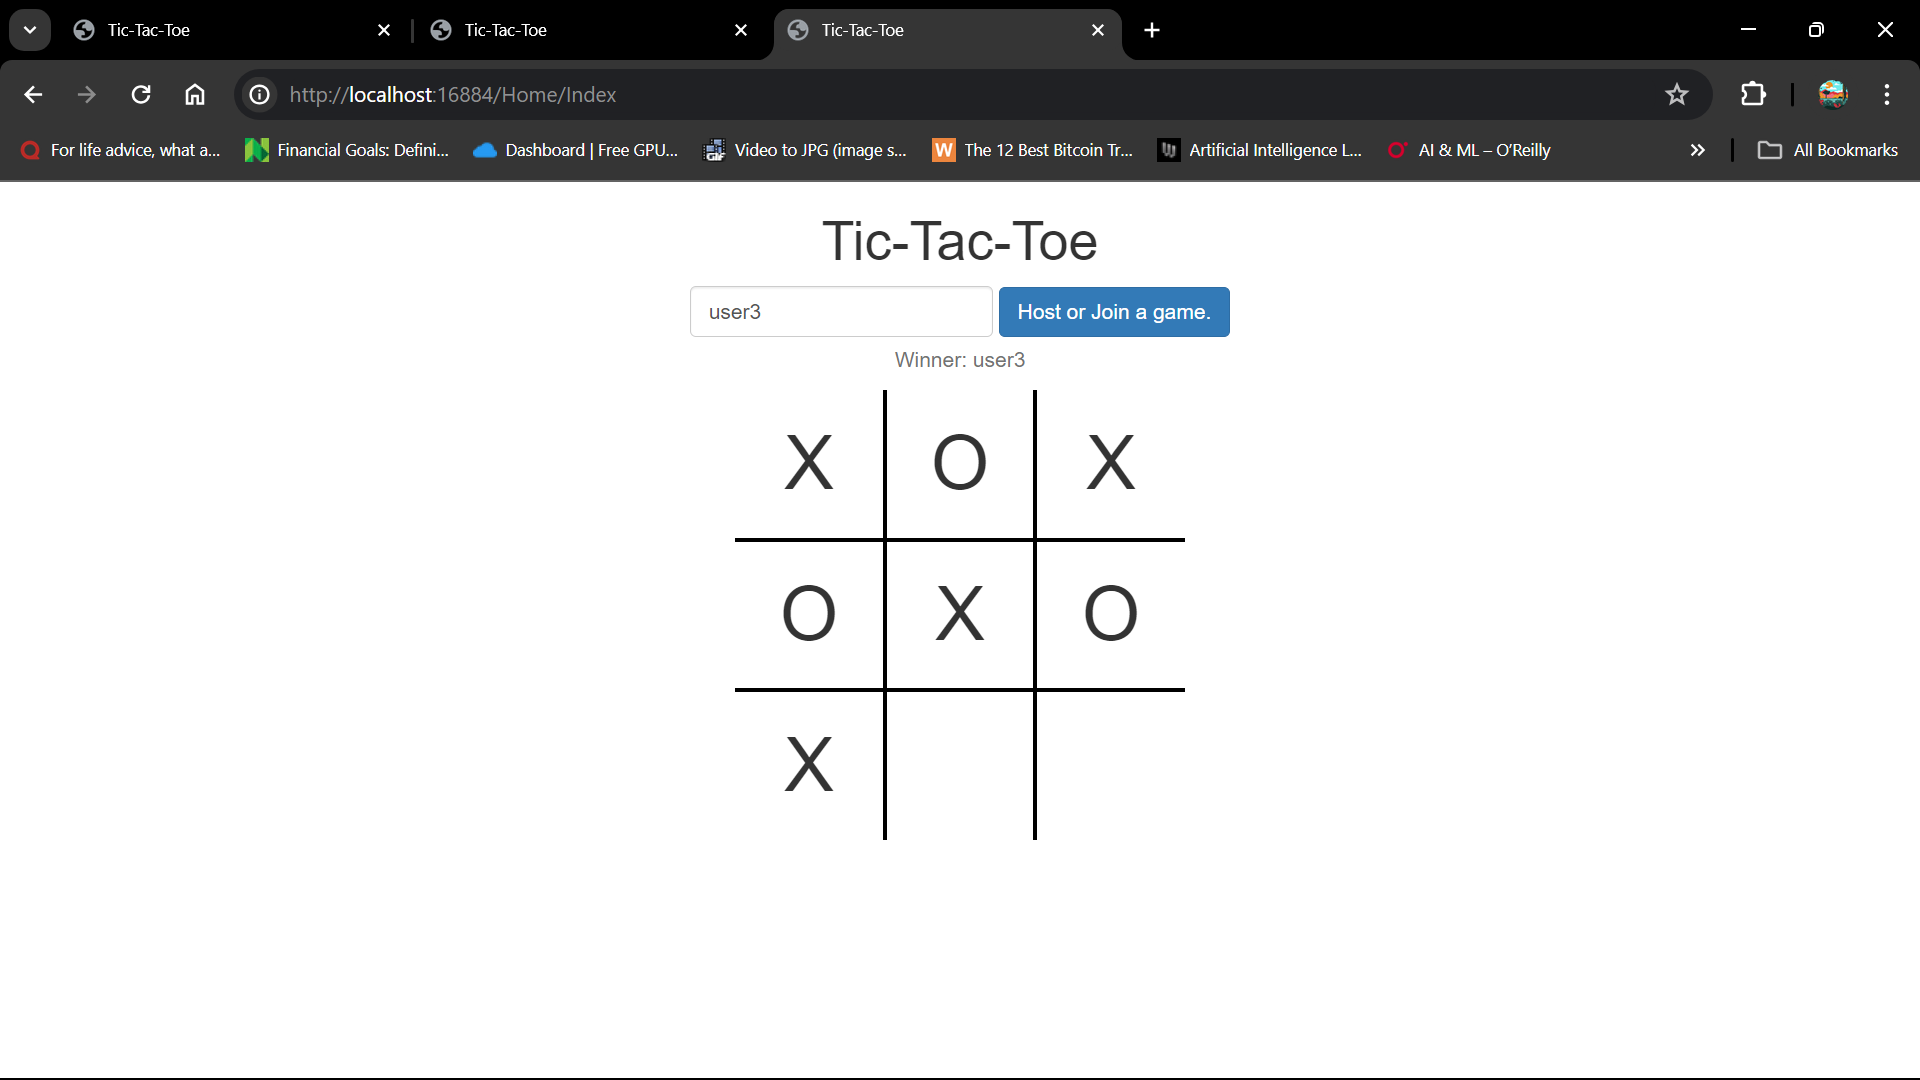 Tic-Tac-Toe
Tic-Tac-Toe
Tic-Tac-Toe
http://localhost:16884/Home/Index
For life advice, what a...
Financial Goals: Defini...
Dashboard | Free GPU...
Video to JPG (image s...
W The 12 Best Bitcoin Tr...
Artificial Intelligence L...
AI & ML – O'Reilly
All Bookmarks
Tic-Tac-Toe
user3 Host or Join a game.
Winner: user3
X O X
O X O
X